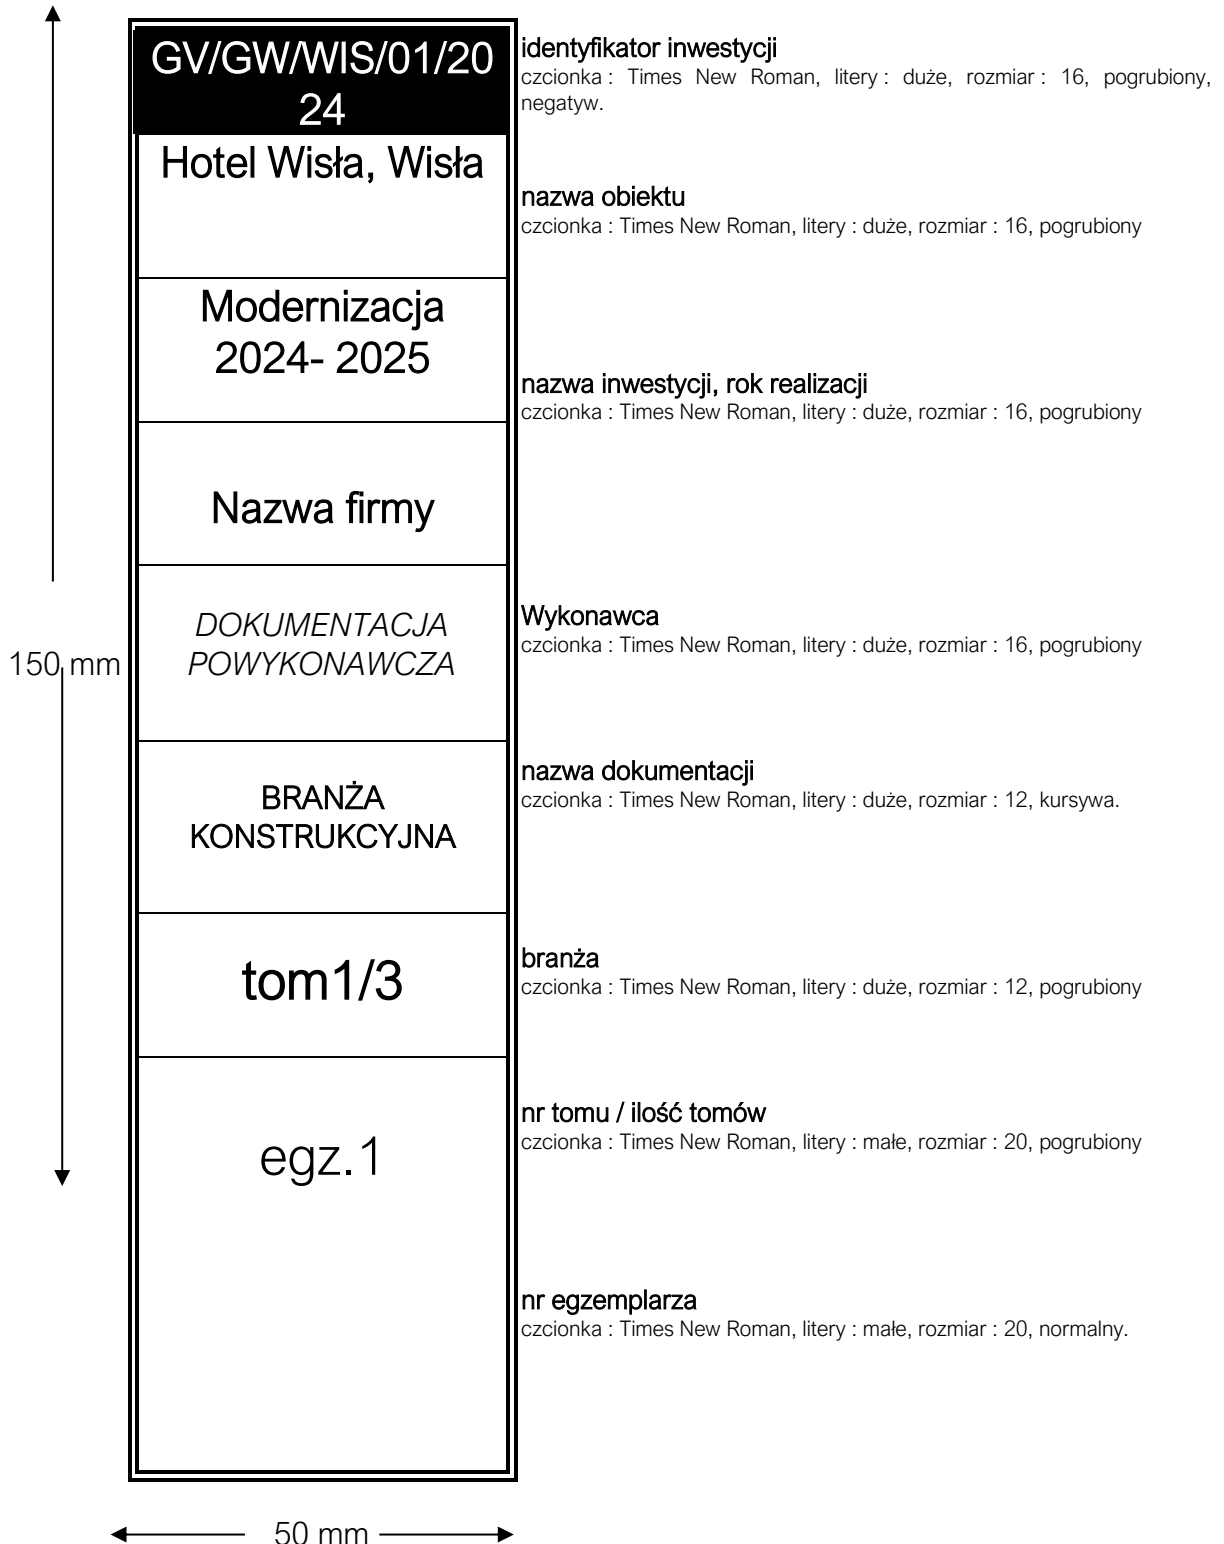 GV/GW/WIS/01/20
24
Hotel Wisła, Wisła
Modernizacja
2024- 2025
Nazwa firmy
DOKUMENTACJA
POWYKONAWCZA
BRANŻA
KONSTRUKCYJNA
tom1/3
egz.1
150 mm
50 mm
identyfikator inwestycji
czcionka : Times New Roman, litery : duże, rozmiar : 16, pogrubiony,
negatyw.
nazwa obiektu
czcionka : Times New Roman, litery : duże, rozmiar : 16, pogrubiony
nazwa inwestycji, rok realizacji
czcionka : Times New Roman, litery : duże, rozmiar : 16, pogrubiony
Wykonawca
czcionka : Times New Roman, litery : duże, rozmiar : 16, pogrubiony
nazwa dokumentacji
czcionka : Times New Roman, litery : duże, rozmiar : 12, kursywa.
branża
czcionka : Times New Roman, litery : duże, rozmiar : 12, pogrubiony
nr tomu / ilość tomów
czcionka : Times New Roman, litery : małe, rozmiar : 20, pogrubiony
nr egzemplarza
czcionka : Times New Roman, litery : małe, rozmiar : 20, normalny.